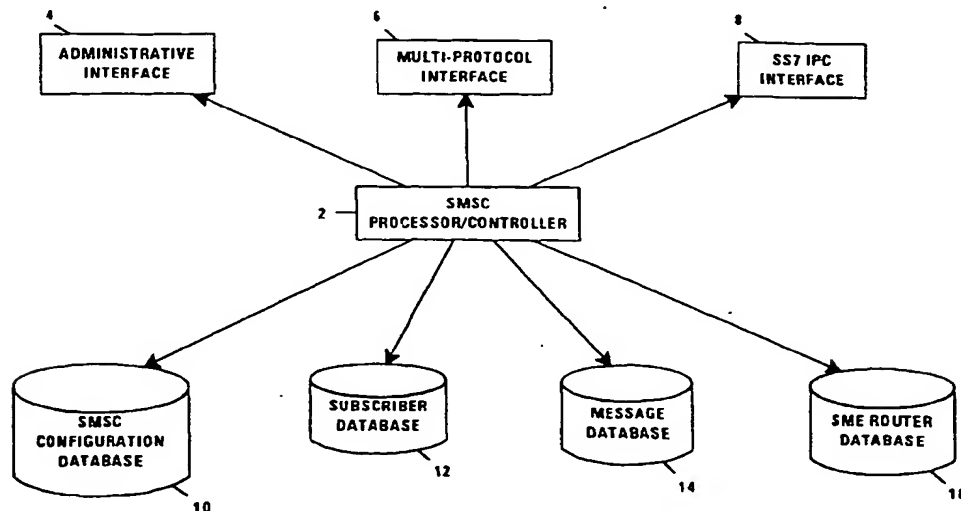 4
6
8
ADMINISTRATIVE
INTERFACE
MULTI-PROTOCOL
INTERFACE
SS7 IPC
INTERFACE
2
SMSC
PROCESSOR/CONTROLLER
SMSC
CONFIGURATION
DATABASE
SUBSCRIBER
DATABASE
MESSAGE
DATABASE
SME ROUTER
DATABASE
10
12
14